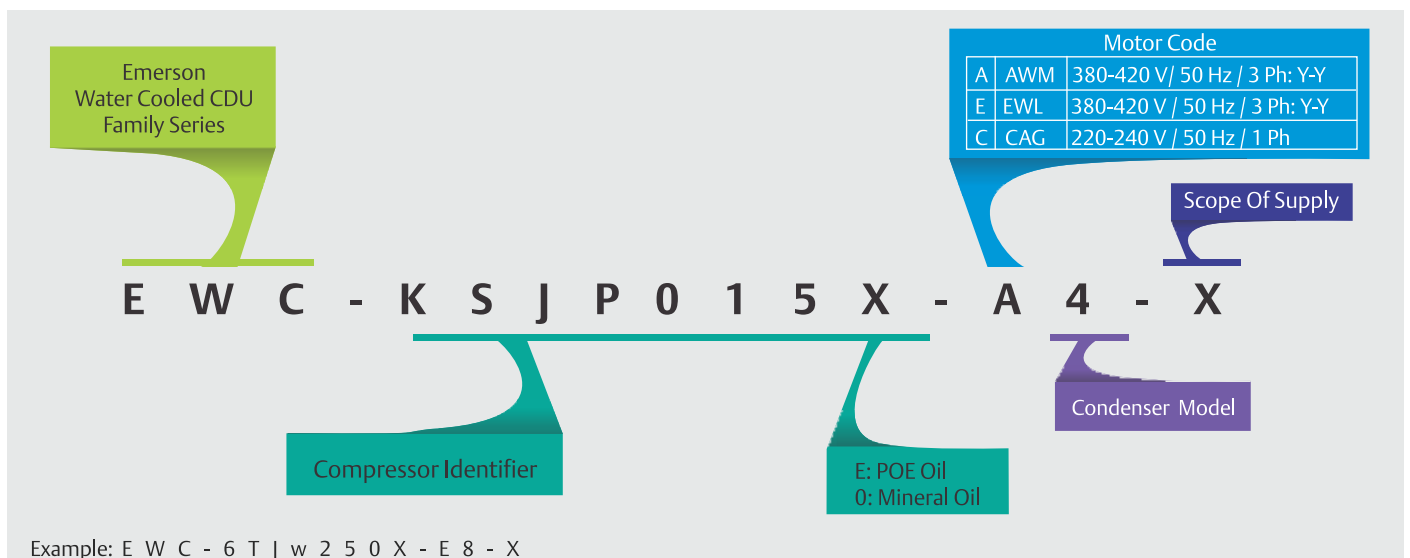 Emerson
Water Cooled CDU
Family Series
Motor Code
A AWM 380-420 V / 50 Hz / 3 Ph: Y-Y
E EWL 380-420 V / 50 Hz / 3 Ph: Y-Y
C CAG 220-240 V / 50 Hz / 1 Ph
Scope Of Supply
E W C - K S J P 0 1 5 X - A 4 - X
Condenser Model
Compressor Identifier
E: POE Oil
0: Mineral Oil
Example: E W C - 6 T J w 2 5 0 X - E 8 - X